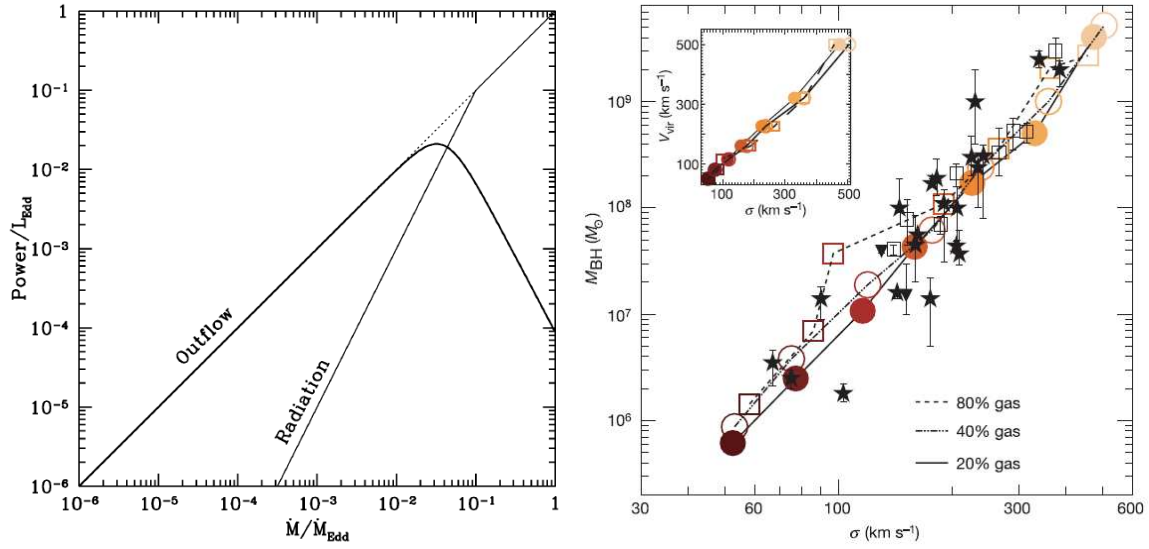 1
10⁻¹
10⁻²
10⁻³
10⁻⁴
10⁻⁵
10⁻⁶
Power/L_Edd
Outflow
Radiation
10⁻⁶ 10⁻⁵ 10⁻⁴ 10⁻³ 10⁻² 10⁻¹ 1
Ṁ/Ṁ_Edd
10⁹
10⁸
10⁷
10⁶
M_BH (M_⊙)
500
300
100
V_vir (km s⁻¹)
100 300 500
σ (km s⁻¹)
80% gas
40% gas
20% gas
30 100 200 300 600
σ (km s⁻¹)